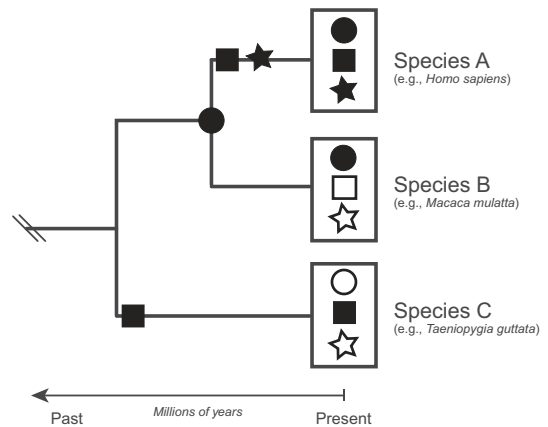 Species A
(e.g., Homo sapiens)
Species B
(e.g., Macaca mulatta)
Species C
(e.g., Taeniopygia guttata)
Past
Millions of years
Present